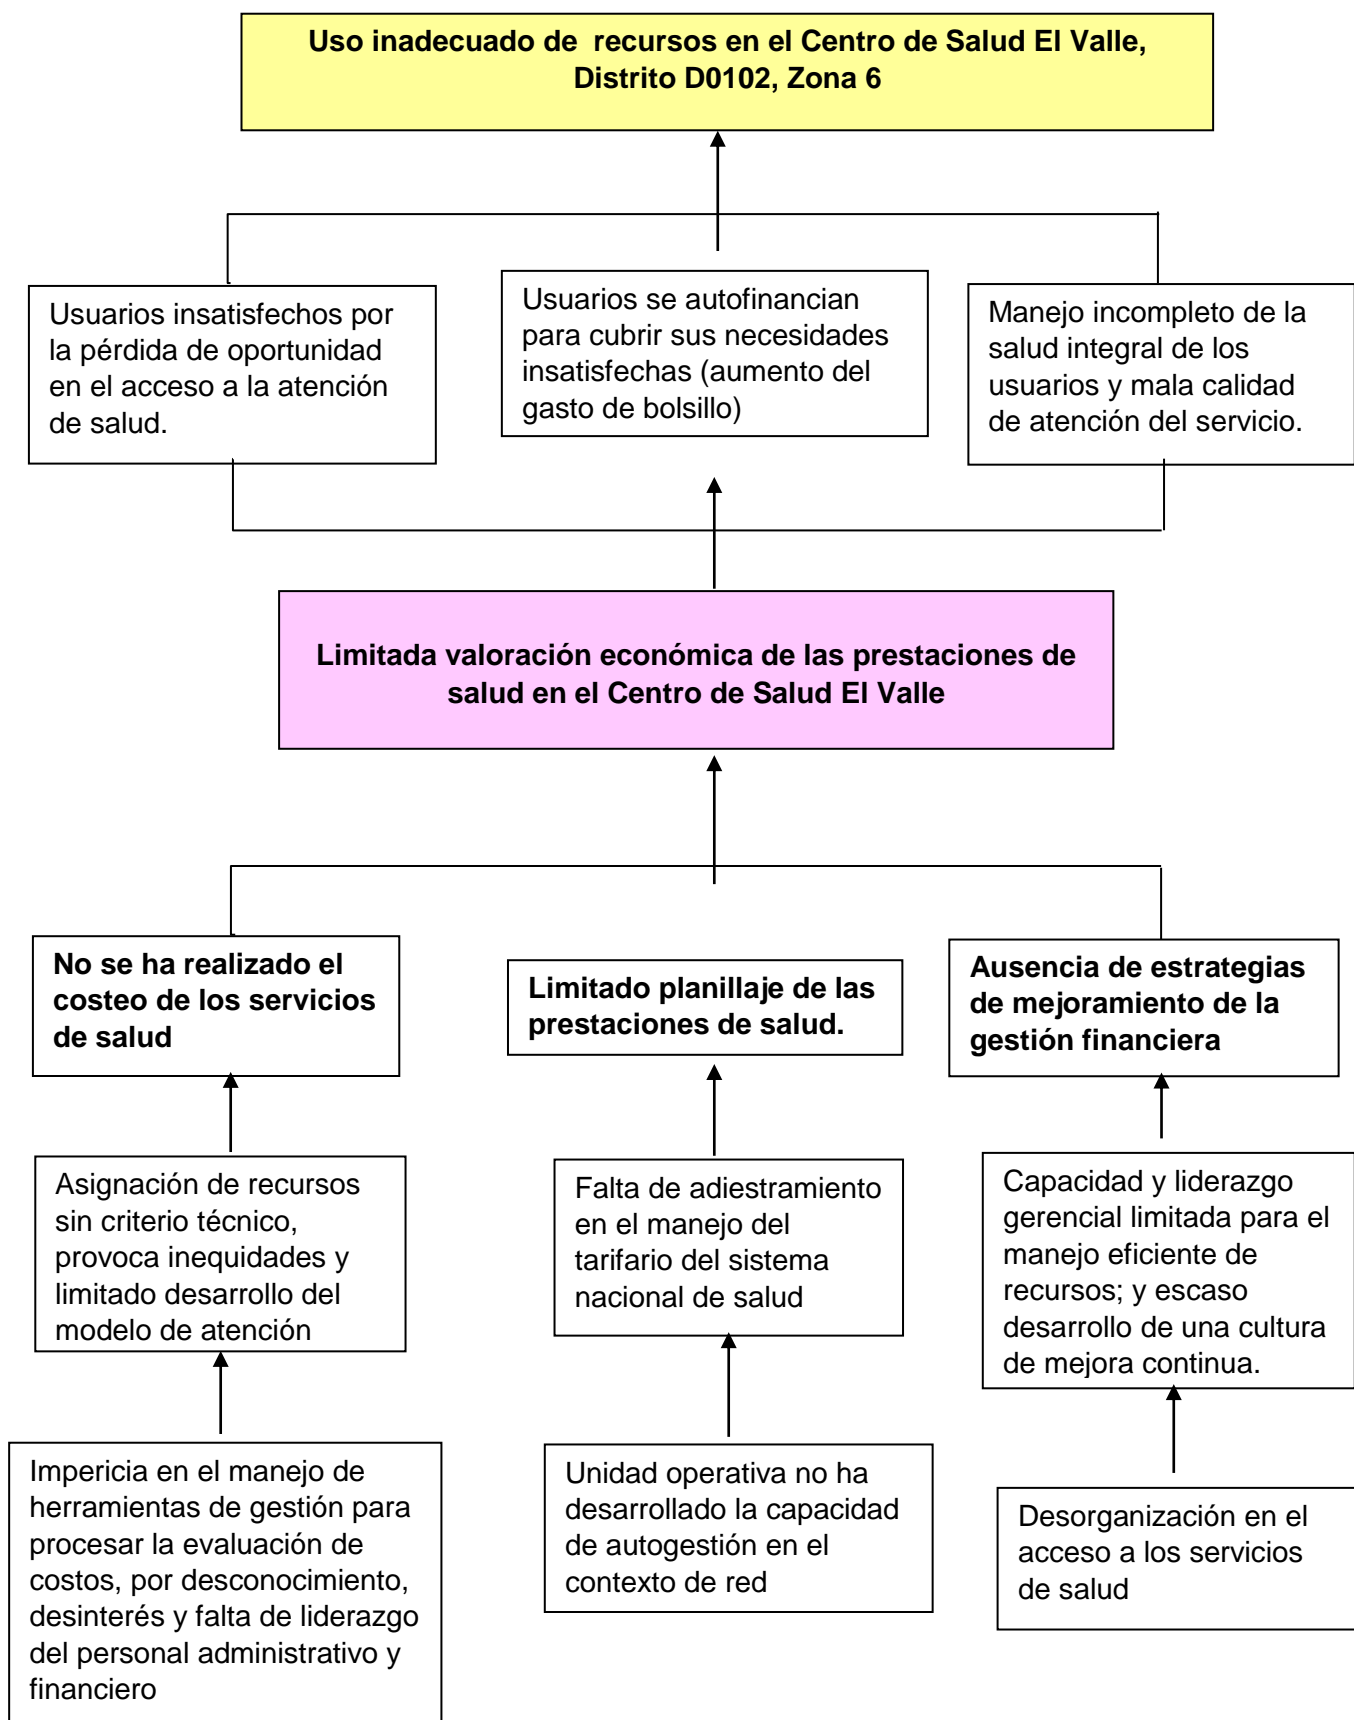 Uso inadecuado de  recursos en el Centro de Salud El Valle,
Distrito D0102, Zona 6
Usuarios insatisfechos por
la pérdida de oportunidad
en el acceso a la atención
de salud.
Usuarios se autofinancian
para cubrir sus necesidades
insatisfechas (aumento del
gasto de bolsillo)
Manejo incompleto de la
salud integral de los
usuarios y mala calidad
de atención del servicio.
Limitada valoración económica de las prestaciones de
salud en el Centro de Salud El Valle
No se ha realizado el
costeo de los servicios
de salud
Limitado planillaje de las
prestaciones de salud.
Ausencia de estrategias
de mejoramiento de la
gestión financiera
Asignación de recursos
sin criterio técnico,
provoca inequidades y
limitado desarrollo del
modelo de atención
Falta de adiestramiento
en el manejo del
tarifario del sistema
nacional de salud
Capacidad y liderazgo
gerencial limitada para el
manejo eficiente de
recursos; y escaso
desarrollo de una cultura
de mejora continua.
Impericia en el manejo de
herramientas de gestión para
procesar la evaluación de
costos, por desconocimiento,
desinterés y falta de liderazgo
del personal administrativo y
financiero
Unidad operativa no ha
desarrollado la capacidad
de autogestión en el
contexto de red
Desorganización en el
acceso a los servicios
de salud